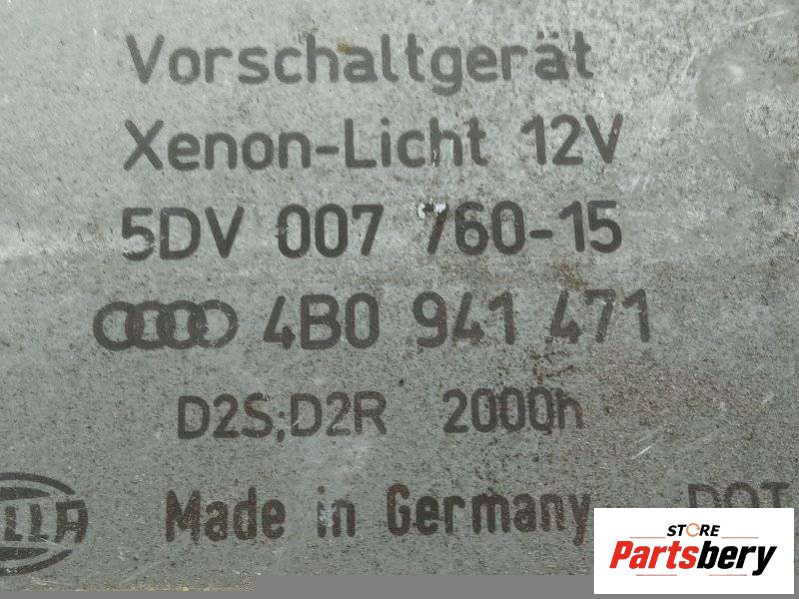 Vorschaltgerät
Xenon-Licht 12V
5DV 007 760-15
4B0 941 471
D2S;D2R 2000h
Made in Germany
STORE
Partsbery